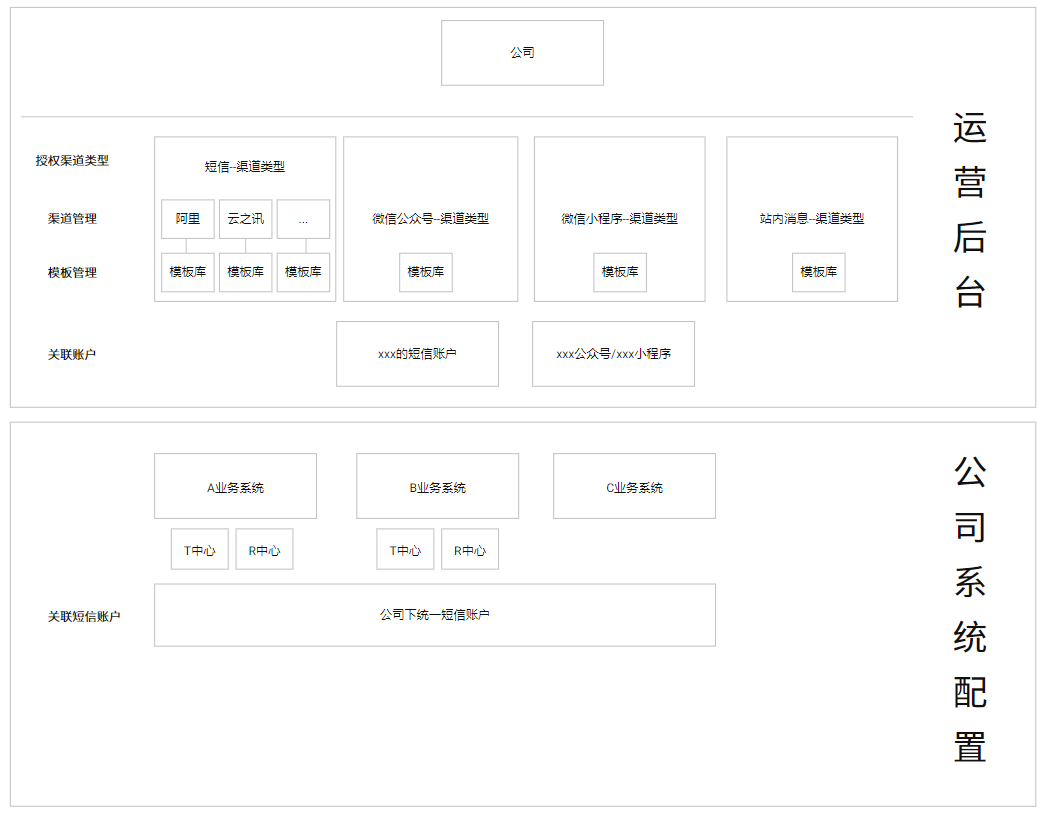 公司
运营后台
授权渠道类型
短信--渠道类型
渠道管理
阿里
云之讯
...
微信公众号--渠道类型
微信小程序--渠道类型
站内消息--渠道类型
模板管理
模板库
模板库
模板库
模板库
模板库
模板库
关联账户
xxx的短信账户
xxx公众号/xxx小程序
公司系统配置
A业务系统
B业务系统
C业务系统
T中心
R中心
T中心
R中心
关联短信账户
公司下统一短信账户